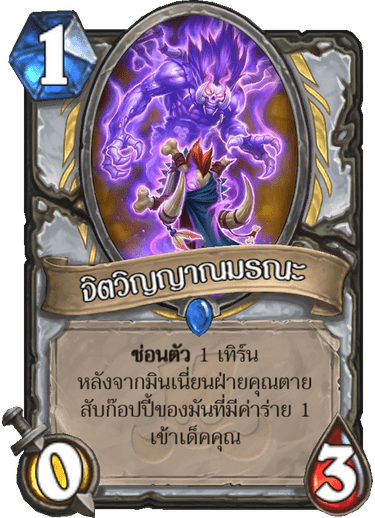 1
จิตวิญญาณมรณะ
ซ่อนตัว 1 เทิร์น
หลังจากมินเนี่ยนฝ่ายคุณตาย
สับก๊อปปี้ของมันที่มีค่าร่าย 1
เข้าเด็คคุณ
0
3